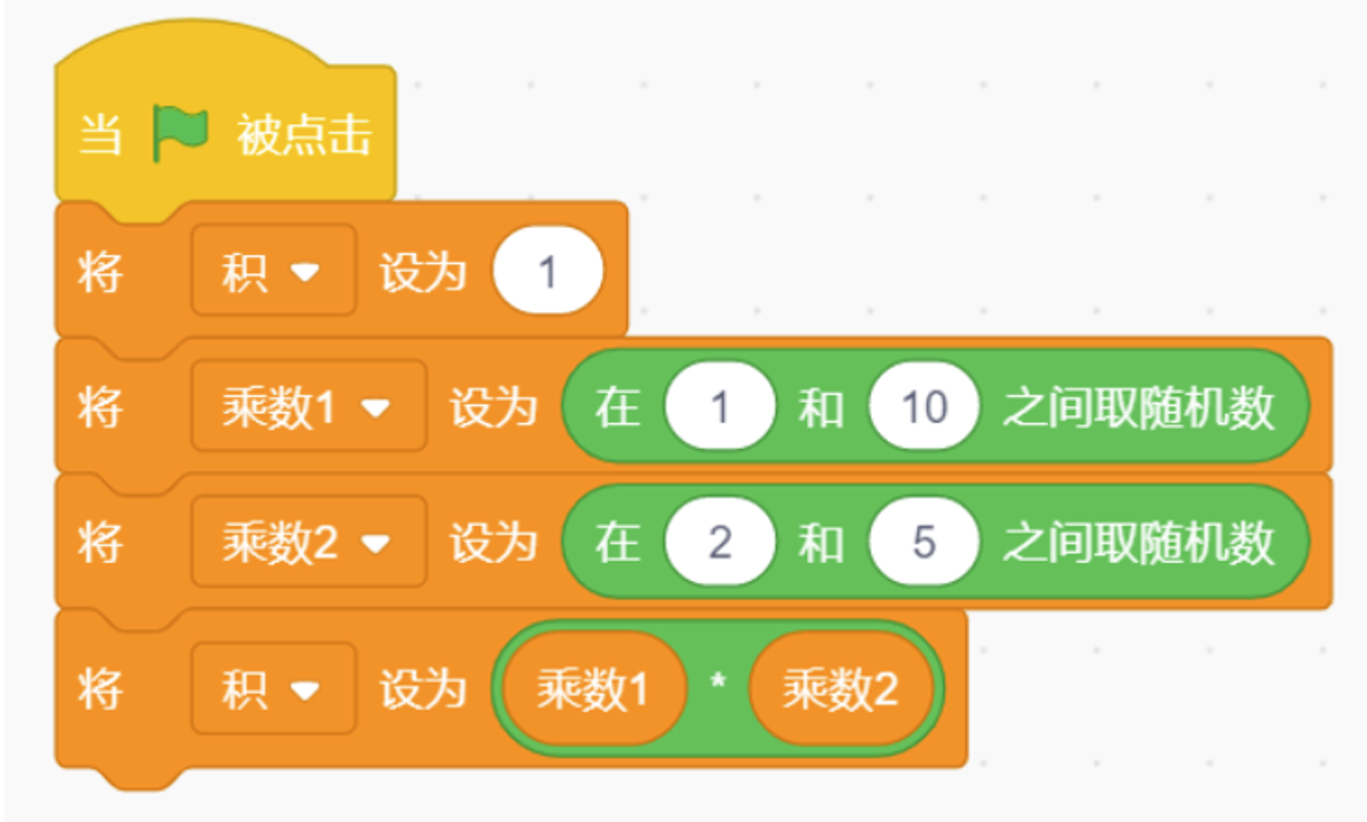 当 被点击
将 积 设为 1
将 乘数1 设为 在 1 和 10 之间取随机数
将 乘数2 设为 在 2 和 5 之间取随机数
将 积 设为 乘数1 * 乘数2